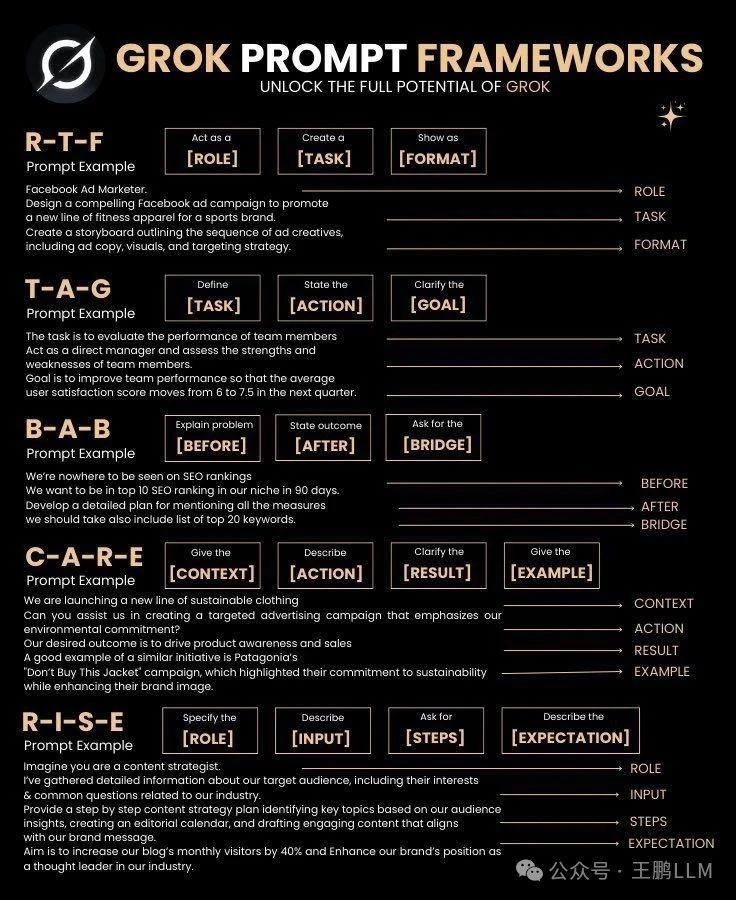 GROK PROMPT FRAMEWORKS
UNLOCK THE FULL POTENTIAL OF GROK
R-T-F
Prompt Example
Act as a
[ROLE]
Create a
[TASK]
Show as
[FORMAT]
Facebook Ad Marketer.
Design a compelling Facebook ad campaign to promote
a new line of fitness apparel for a sports brand.
Create a storyboard outlining the sequence of ad creatives,
including ad copy, visuals, and targeting strategy.
ROLE
TASK
FORMAT
T-A-G
Prompt Example
Define
[TASK]
State the
[ACTION]
Clarify the
[GOAL]
The task is to evaluate the performance of team members
Act as a direct manager and assess the strengths and
weaknesses of team members.
Goal is to improve team performance so that the average
user satisfaction score moves from 6 to 7.5 in the next quarter.
TASK
ACTION
GOAL
B-A-B
Prompt Example
Explain problem
[BEFORE]
State outcome
[AFTER]
Ask for the
[BRIDGE]
We're nowhere to be seen on SEO rankings
We want to be in top 10 SEO ranking in our niche in 90 days.
Develop a detailed plan for mentioning all the measures
we should take also include list of top 20 keywords.
BEFORE
AFTER
BRIDGE
C-A-R-E
Prompt Example
Give the
[CONTEXT]
Describe
[ACTION]
Clarify the
[RESULT]
Give the
[EXAMPLE]
We are launching a new line of sustainable clothing
Can you assist us in creating a targeted advertising campaign that emphasizes our
environmental commitment?
Our desired outcome is to drive product awareness and sales
A good example of a similar initiative is Patagonia's
"Don't Buy This Jacket" campaign, which highlighted their commitment to sustainability
while enhancing their brand image.
CONTEXT
ACTION
RESULT
EXAMPLE
R-I-S-E
Prompt Example
Specify the
[ROLE]
Describe
[INPUT]
Ask for
[STEPS]
Describe the
[EXPECTATION]
Imagine you are a content strategist.
I've gathered detailed information about our target audience, including their interests
& common questions related to our industry.
Provide a step by step content strategy plan identifying key topics based on our audience
insights, creating an editorial calendar, and drafting engaging content that aligns
with our brand message.
Aim is to increase our blog's monthly visitors by 40% and Enhance our brand's position as
a thought leader in our industry.
ROLE
INPUT
STEPS
EXPECTATION
公众号 · 王鹏LLM